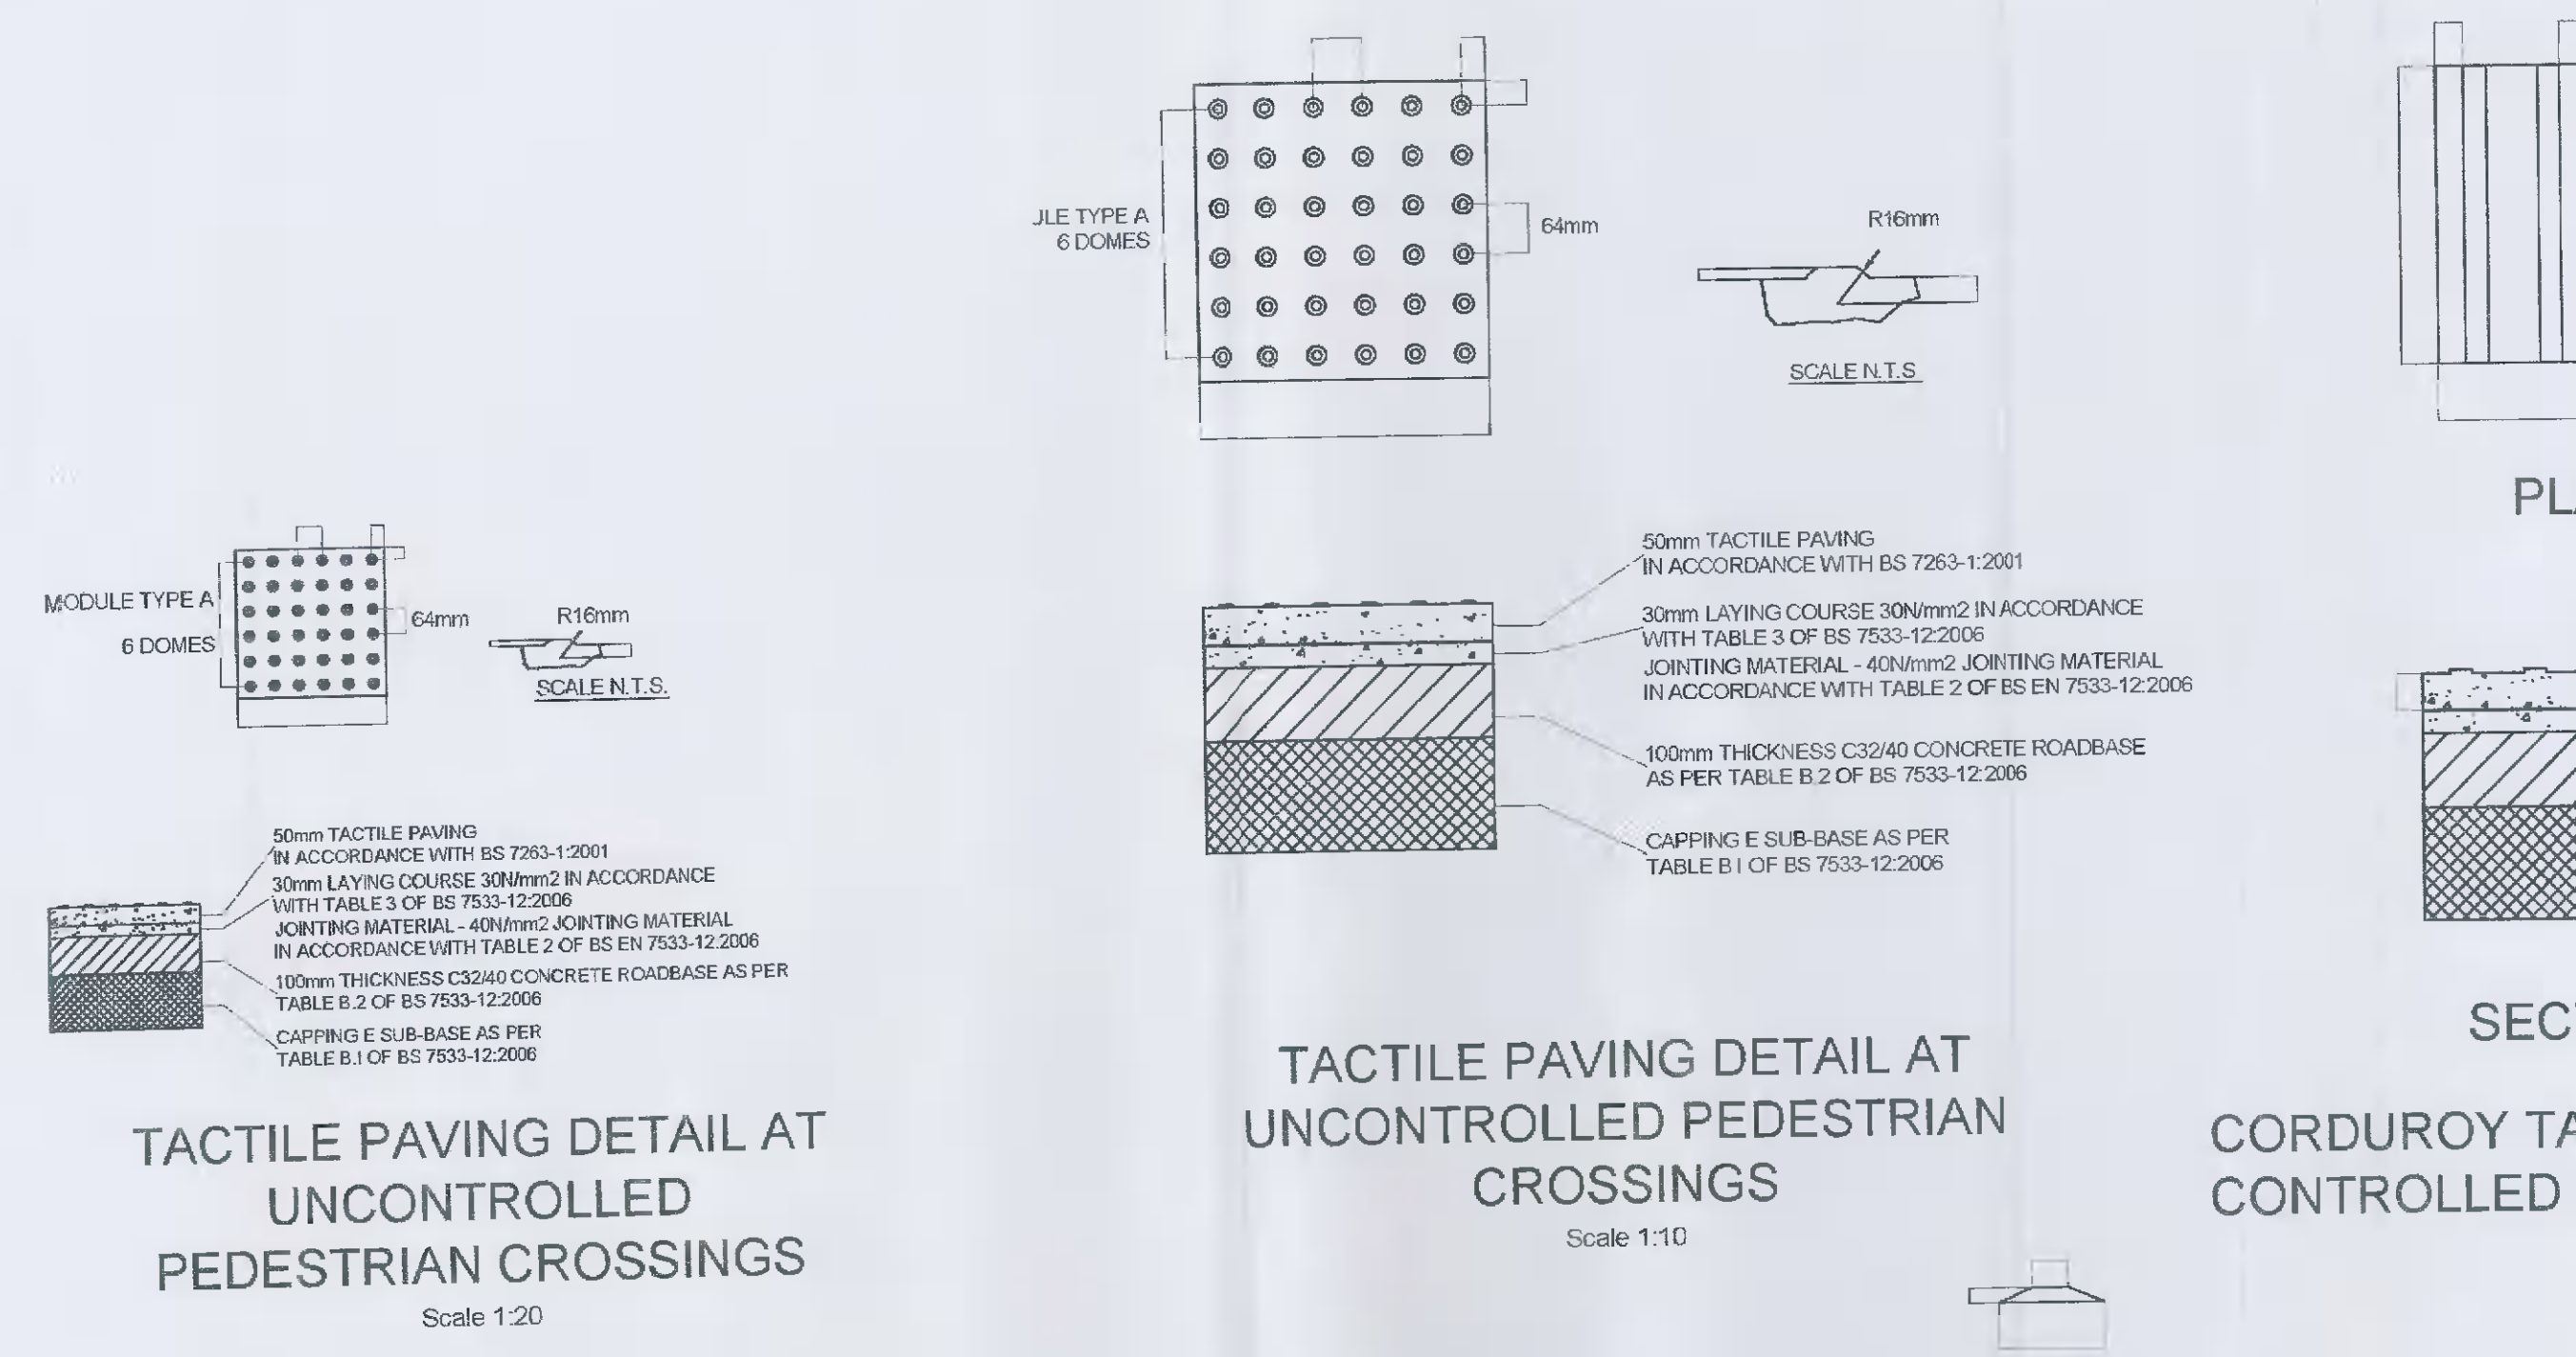 MODULE TYPE A
6 DOMES
64mm
R16mm
SCALE N.T.S.
50mm TACTILE PAVING
IN ACCORDANCE WITH BS 7263-1:2001
30mm LAYING COURSE 30N/mm2 IN ACCORDANCE
WITH TABLE 3 OF BS 7533-12:2006
JOINTING MATERIAL - 40N/mm2 JOINTING MATERIAL
IN ACCORDANCE WITH TABLE 2 OF BS EN 7533-12:2006
100mm THICKNESS C32/40 CONCRETE ROADBASE AS PER
TABLE B.2 OF BS 7533-12:2006
CAPPING E SUB-BASE AS PER
TABLE B.I OF BS 7533-12:2006
TACTILE PAVING DETAIL AT
UNCONTROLLED
PEDESTRIAN CROSSINGS
Scale 1:20
JLE TYPE A
6 DOMES
64mm
R16mm
SCALE N.T.S
50mm TACTILE PAVING
IN ACCORDANCE WITH BS 7263-1:2001
30mm LAYING COURSE 30N/mm2 IN ACCORDANCE
WITH TABLE 3 OF BS 7533-12:2006
JOINTING MATERIAL - 40N/mm2 JOINTING MATERIAL
IN ACCORDANCE WITH TABLE 2 OF BS EN 7533-12:2006
100mm THICKNESS C32/40 CONCRETE ROADBASE
AS PER TABLE B.2 OF BS 7533-12:2006
CAPPING E SUB-BASE AS PER
TABLE B I OF BS 7533-12:2006
TACTILE PAVING DETAIL AT
UNCONTROLLED PEDESTRIAN
CROSSINGS
Scale 1:10
PLA
SEC
CORDUROY TA
CONTROLLED